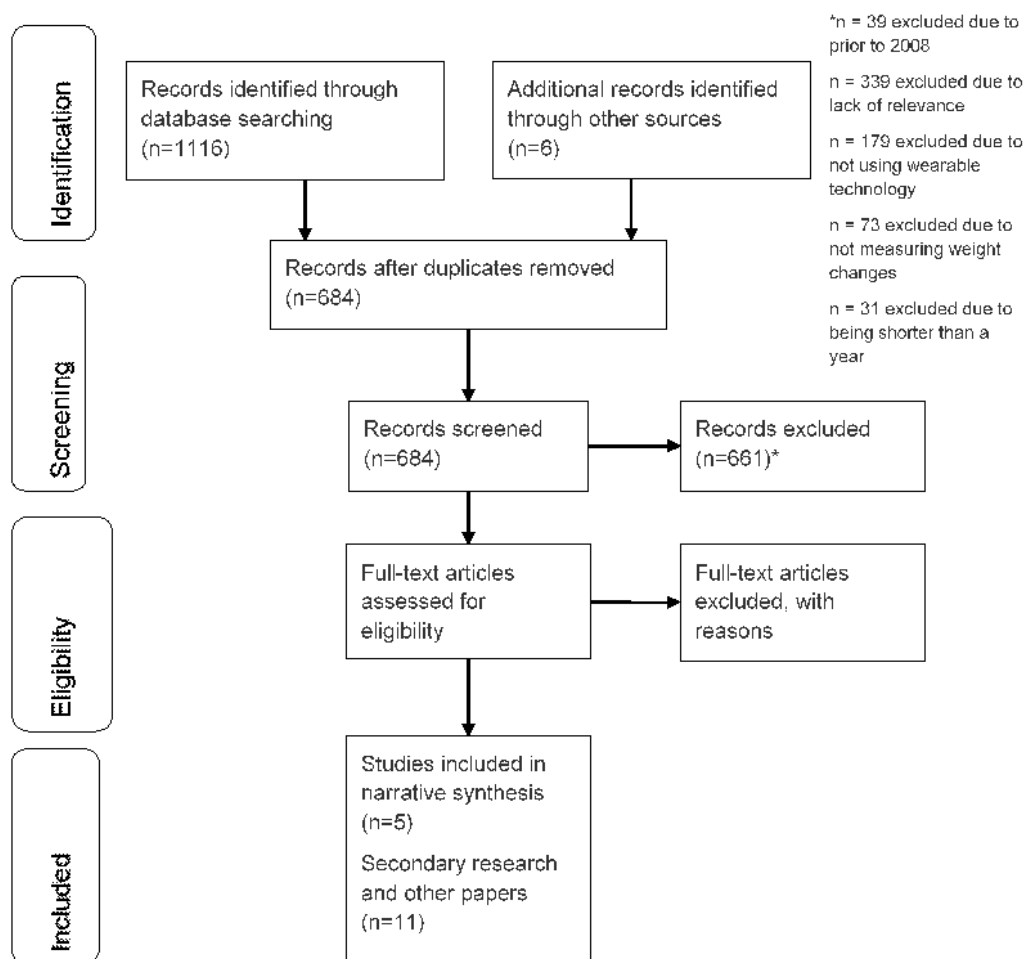 Identification
Records identified through
database searching
(n=1116)
Additional records identified
through other sources
(n=6)
*n = 39 excluded due to
prior to 2008
n = 339 excluded due to
lack of relevance
n = 179 excluded due to
not using wearable
technology
n = 73 excluded due to
not measuring weight
changes
n = 31 excluded due to
being shorter than a
year
Records after duplicates removed
(n=684)
Screening
Records screened
(n=684)
Records excluded
(n=661)*
Eligibility
Full-text articles
assessed for
eligibility
Full-text articles
excluded, with
reasons
Included
Studies included in
narrative synthesis
(n=5)
Secondary research
and other papers
(n=11)